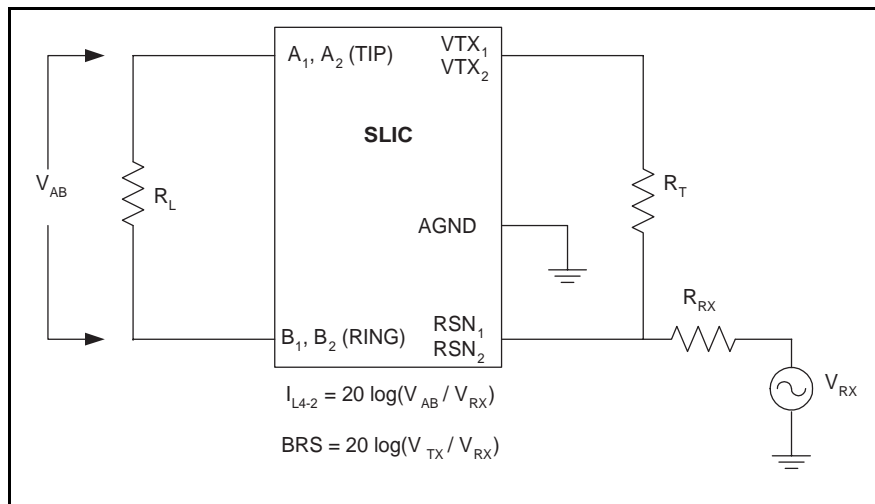 A1, A2 (TIP)
VTX1
VTX2
SLIC
VAB
RL
RT
AGND
RRX
B1, B2 (RING)
RSN1
RSN2
VRX
IL4-2 = 20 log(VAB / VRX)
BRS = 20 log(VTX / VRX)